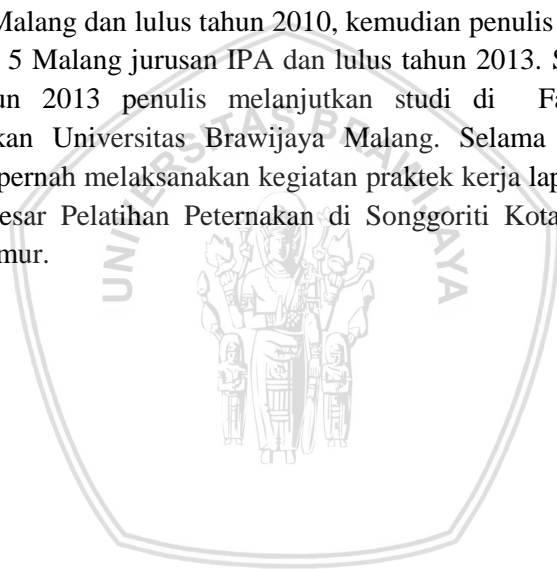 Malang dan lulus tahun 2010, kemudian penulis
5 Malang jurusan IPA dan lulus tahun 2013. S
un 2013 penulis melanjutkan studi di Fa
kan Universitas Brawijaya Malang. Selama
pernah melaksanakan kegiatan praktek kerja lap
esar Pelatihan Peternakan di Songgoriti Kota
mur.
UNIVERSITAS BRAWIJAYA